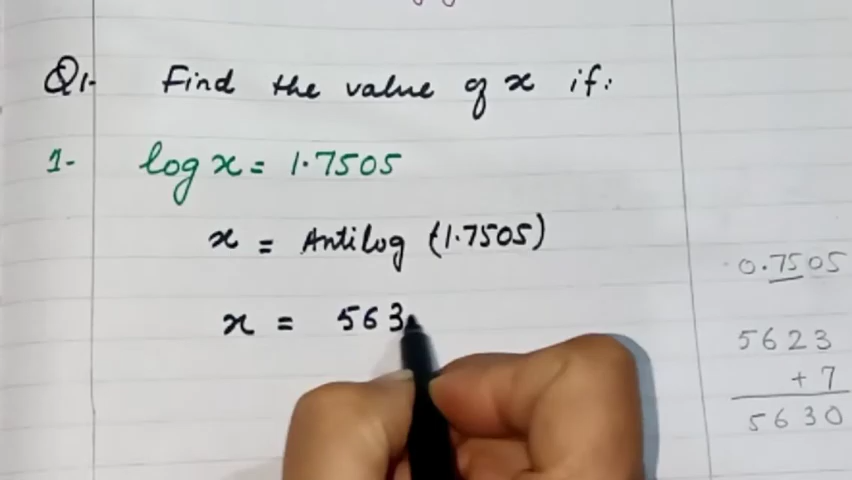 Q1- Find the value of x if:
1- log x = 1.7505
x = Antilog (1.7505)
x = 563
0.7505
5623
+ 7
5630